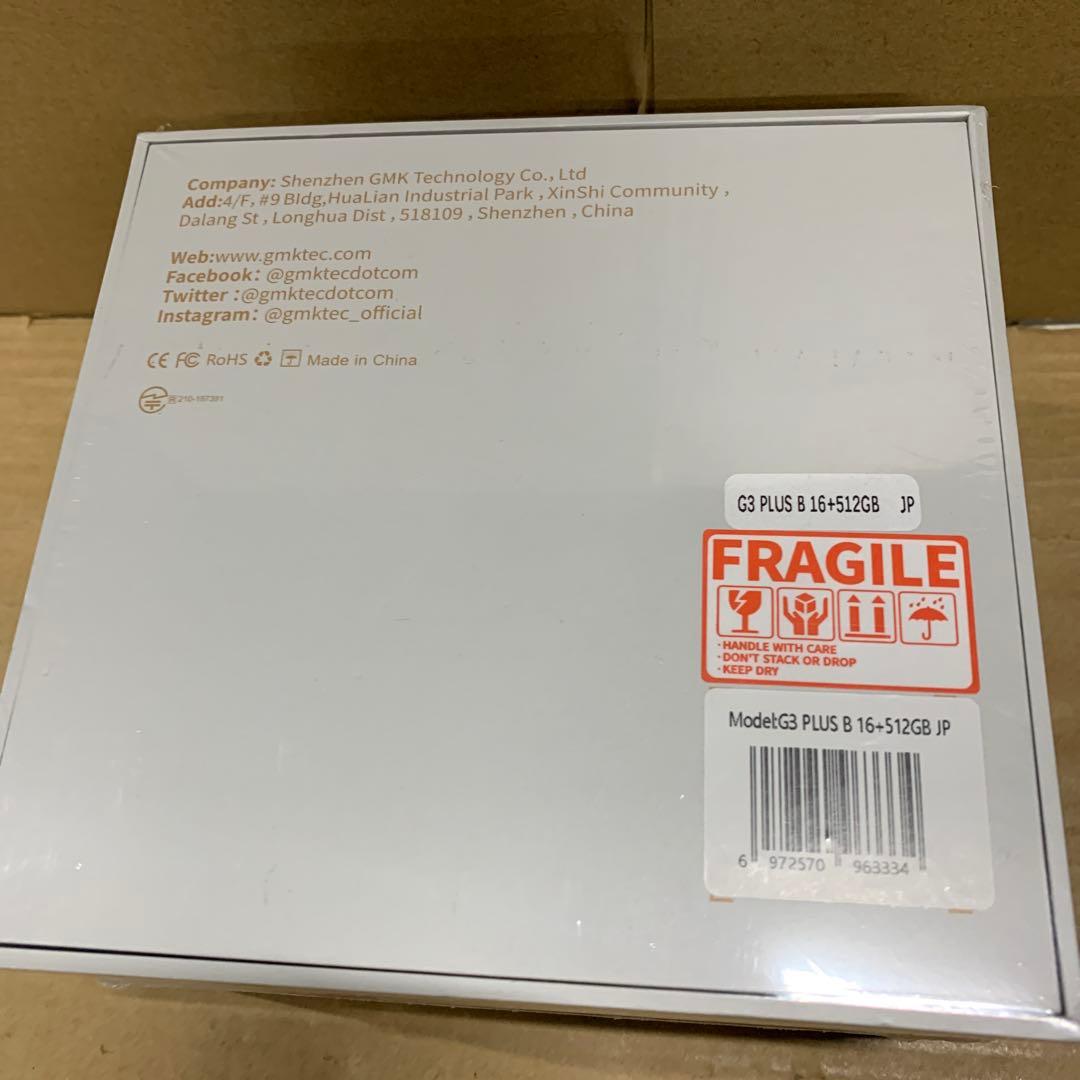 Company: Shenzhen GMK Technology Co., Ltd
Add:4/F, #9 Bldg,HuaLian Industrial Park , XinShi Community ,
Dalang St , Longhua Dist , 518109 , Shenzhen , China
Web:www.gmktec.com
Facebook: @gmktecdotcom
Twitter :@gmktecdotcom
Instagram: @gmktec_official
CE FC RoHS Made in China
R 210-187391
G3 PLUS B 16+512GB JP
FRAGILE
·HANDLE WITH CARE
·DON'T STACK OR DROP
·KEEP DRY
Model:G3 PLUS B 16+512GB JP
6 972570 963334